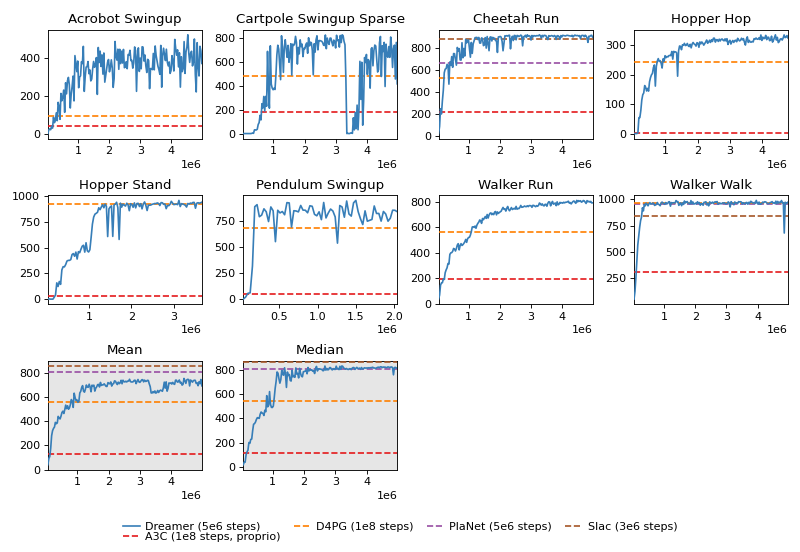 Acrobot Swingup
Cartpole Swingup Sparse
Cheetah Run
Hopper Hop
400
200
0
800
600
400
200
0
800
600
400
200
0
300
200
100
0
1 2 3 4
1 2 3 4
1 2 3 4
1 2 3 4
1e6
1e6
1e6
1e6
Hopper Stand
Pendulum Swingup
Walker Run
Walker Walk
1000
750
500
250
0
750
500
250
0
800
600
400
200
0
1000
750
500
250
1 2 3
0.5 1.0 1.5 2.0
1 2 3 4
1 2 3 4
1e6
1e6
1e6
1e6
Mean
Median
800
600
400
200
0
800
600
400
200
0
1 2 3 4
1 2 3 4
1e6
1e6
Dreamer (5e6 steps)
A3C (1e8 steps, proprio)
D4PG (1e8 steps)
PlaNet (5e6 steps)
Slac (3e6 steps)